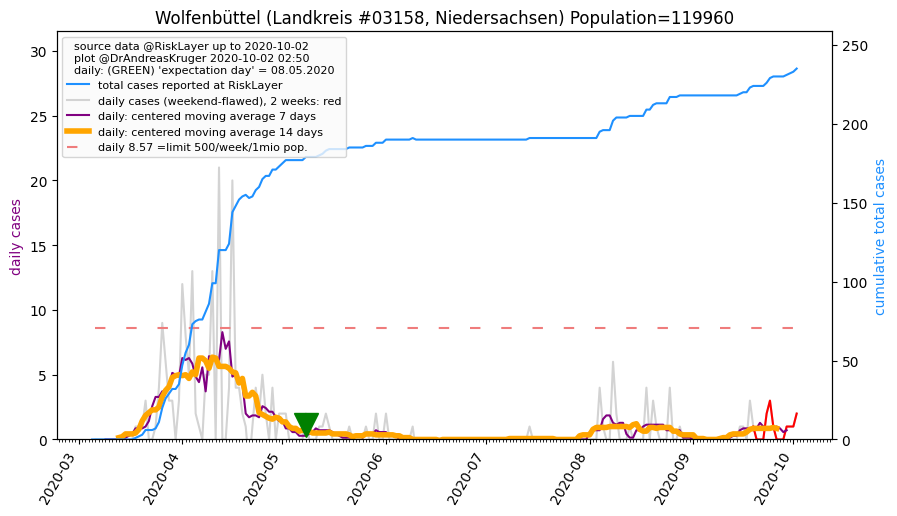 Wolfenbüttel (Landkreis #03158, Niedersachsen) Population=119960
source data @RiskLayer up to 2020-10-02
plot @DrAndreasKruger 2020-10-02 02:50
daily: (GREEN) 'expectation day' = 08.05.2020
total cases reported at RiskLayer
daily cases (weekend-flawed), 2 weeks: red
daily: centered moving average 7 days
daily: centered moving average 14 days
daily 8.57 =limit 500/week/1mio pop.
daily cases
30
25
20
15
10
5
0
cumulative total cases
250
200
150
100
50
0
2020-03
2020-04
2020-05
2020-06
2020-07
2020-08
2020-09
2020-10